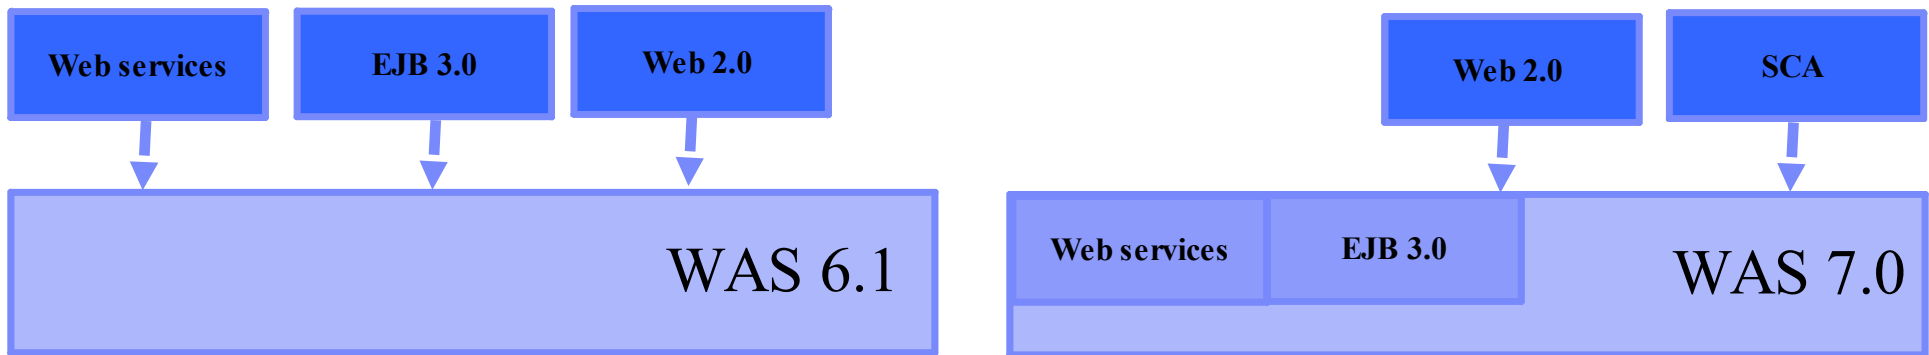 Web services
EJB 3.0
Web 2.0
WAS 6.1
Web 2.0
SCA
Web services
EJB 3.0
WAS 7.0